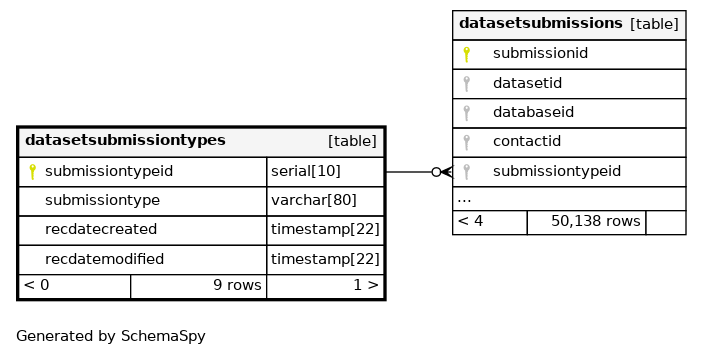 datasetsubmissions [table]
submissionid
datasetid
databaseid
contactid
submissiontypeid
...
< 4 50,138 rows
datasetsubmissiontypes [table]
submissiontypeid serial[10]
submissiontype varchar[80]
recdatecreated timestamp[22]
recdatemodified timestamp[22]
< 0 9 rows 1 >
Generated by SchemaSpy